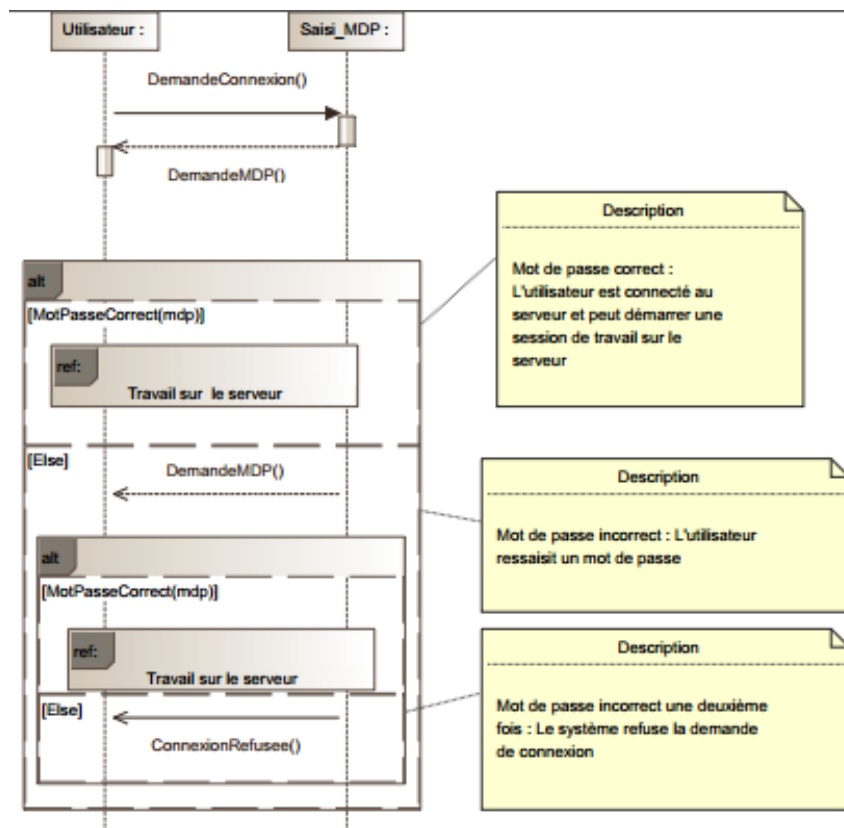 Utilisateur :
Saisi_MDP :
DemandeConnexion()
DemandeMDP()
Description
Mot de passe correct :
L'utilisateur est connecté au
serveur et peut démarrer une
session de travail sur le
serveur
alt
[MotPasseCorrect(mdp)]
ref:
Travail sur  le serveur
[Else]
DemandeMDP()
Description
Mot de passe incorrect : L'utilisateur
ressaisit un mot de passe
alt
[MotPasseCorrect(mdp)]
ref:
Travail sur le serveur
Description
Mot de passe incorrect une deuxième
fois : Le système refuse la demande
de connexion
[Else]
ConnexionRefusee()